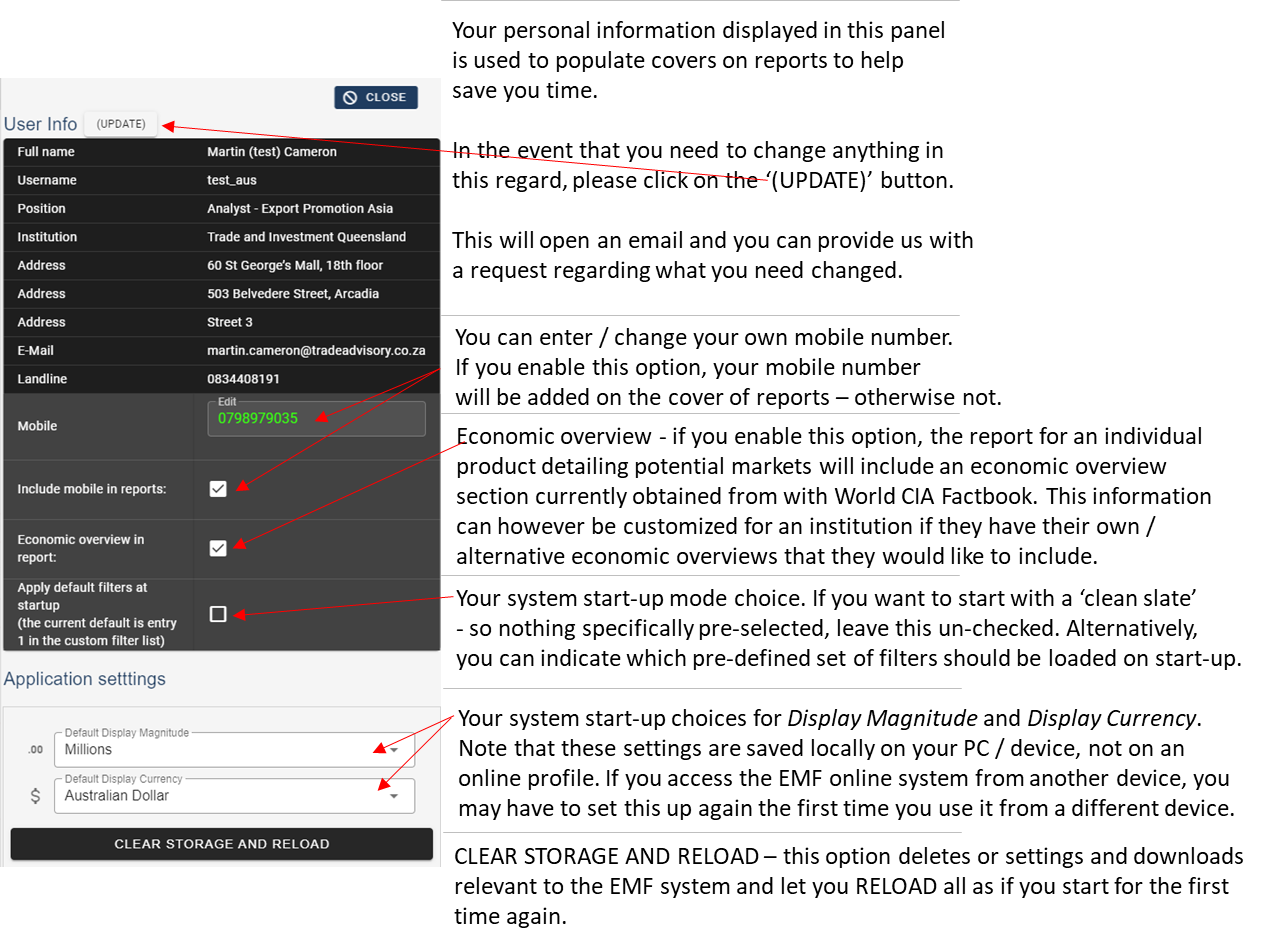 CLOSE
User Info (UPDATE)
Full name Martin (test) Cameron
Username test_aus
Position Analyst - Export Promotion Asia
Institution Trade and Investment Queensland
Address 60 St George's Mall, 18th floor
Address 503 Belvedere Street, Arcadia
Address Street 3
E-Mail martin.cameron@tradeadvisory.co.za
Landline 0834408191
Edit
Mobile 0798979035
Include mobile in reports:
Economic overview in
report:
Apply default filters at
startup
(the current default is entry
1 in the custom filter list)
Application setttings
Default Display Magnitude
.00 Millions
Default Display Currency
$ Australian Dollar
CLEAR STORAGE AND RELOAD
Your personal information displayed in this panel
is used to populate covers on reports to help
save you time.
In the event that you need to change anything in
this regard, please click on the ‘(UPDATE)’ button.
This will open an email and you can provide us with
a request regarding what you need changed.
You can enter / change your own mobile number.
If you enable this option, your mobile number
will be added on the cover of reports – otherwise not.
Economic overview - if you enable this option, the report for an individual
product detailing potential markets will include an economic overview
section currently obtained from with World CIA Factbook. This information
can however be customized for an institution if they have their own /
alternative economic overviews that they would like to include.
Your system start-up mode choice. If you want to start with a ‘clean slate’
- so nothing specifically pre-selected, leave this un-checked. Alternatively,
you can indicate which pre-defined set of filters should be loaded on start-up.
Your system start-up choices for Display Magnitude and Display Currency.
Note that these settings are saved locally on your PC / device, not on an
online profile. If you access the EMF online system from another device, you
may have to set this up again the first time you use it from a different device.
CLEAR STORAGE AND RELOAD – this option deletes or settings and downloads
relevant to the EMF system and let you RELOAD all as if you start for the first
time again.